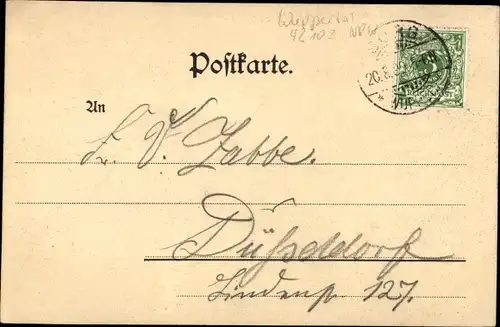 Wuppertal
42103 NRW
Postkarte.
An
F. W. Labbe.
Düsseldorf
Lindenstr 127.